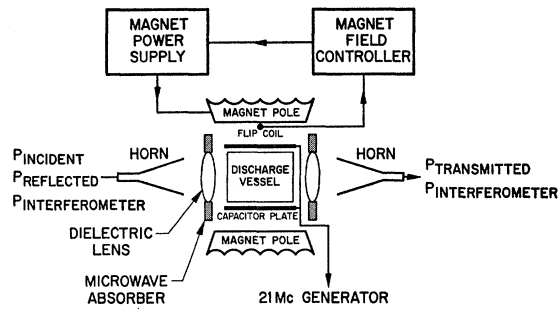 MAGNET
POWER
SUPPLY
MAGNET
FIELD
CONTROLLER
MAGNET POLE
FLIP COIL
PINCIDENT
PREFLECTED
PINTERFEROMETER
HORN
DISCHARGE
VESSEL
HORN
PTRANSMITTED
PINTERFEROMETER
CAPACITOR PLATE
DIELECTRIC
LENS
MAGNET POLE
MICROWAVE
ABSORBER
21Mc GENERATOR